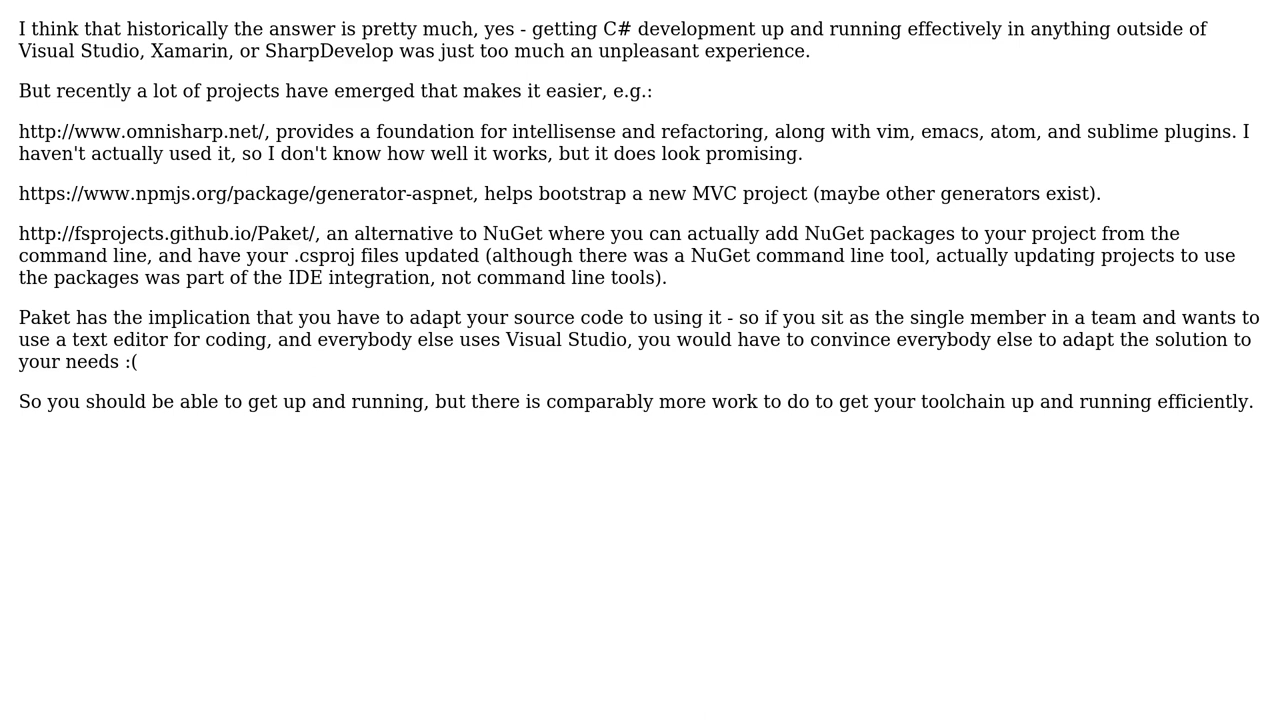 I think that historically the answer is pretty much, yes - getting C# development up and running effectively in anything outside of
Visual Studio, Xamarin, or SharpDevelop was just too much an unpleasant experience.
But recently a lot of projects have emerged that makes it easier, e.g.:
http://www.omnisharp.net/, provides a foundation for intellisense and refactoring, along with vim, emacs, atom, and sublime plugins. I
haven't actually used it, so I don't know how well it works, but it does look promising.
https://www.npmjs.org/package/generator-aspnet, helps bootstrap a new MVC project (maybe other generators exist).
http://fsprojects.github.io/Paket/, an alternative to NuGet where you can actually add NuGet packages to your project from the
command line, and have your .csproj files updated (although there was a NuGet command line tool, actually updating projects to use
the packages was part of the IDE integration, not command line tools).
Paket has the implication that you have to adapt your source code to using it - so if you sit as the single member in a team and wants to
use a text editor for coding, and everybody else uses Visual Studio, you would have to convince everybody else to adapt the solution to
your needs :(
So you should be able to get up and running, but there is comparably more work to do to get your toolchain up and running efficiently.